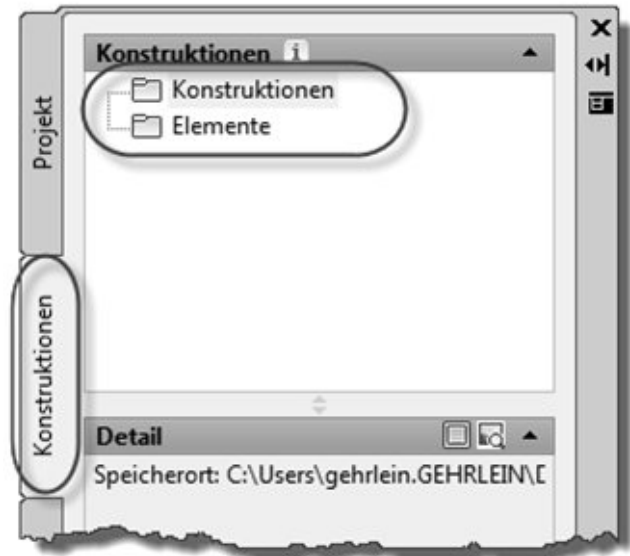 Projekt
Konstruktionen
Konstruktionen i
Konstruktionen
Elemente
Detail
Speicherort: C:\Users\gehrlein.GEHRLEIN\